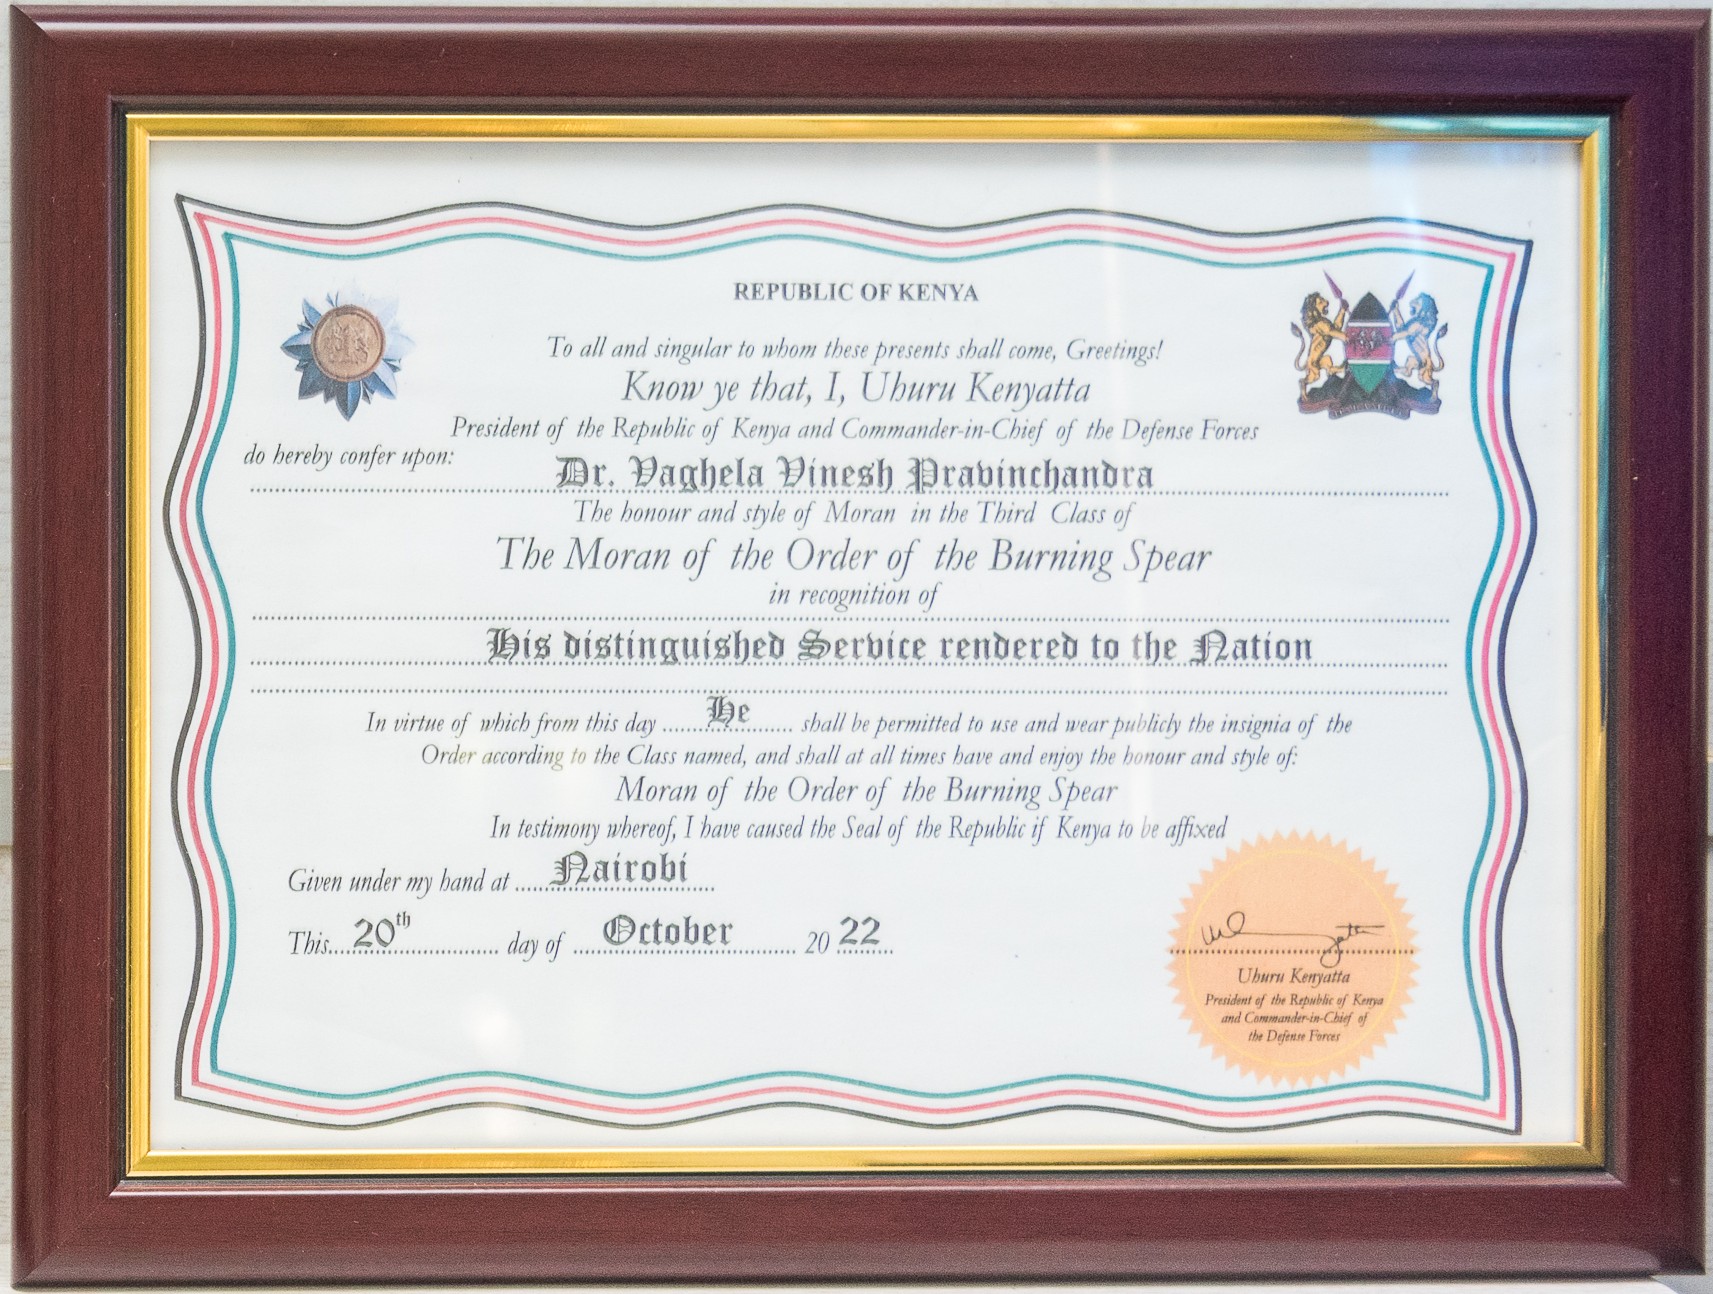 REPUBLIC OF KENYA
To all and singular to whom these presents shall come, Greetings!
Know ye that, I, Uhuru Kenyatta
President of the Republic of Kenya and Commander-in-Chief of the Defense Forces
do hereby confer upon:
Dr. Vaghela Vinesh Pravinchandra
The honour and style of Moran in the Third Class of
The Moran of the Order of the Burning Spear
in recognition of
His distinguished Service rendered to the Nation
In virtue of which from this day He shall be permitted to use and wear publicly the insignia of the
Order according to the Class named, and shall at all times have and enjoy the honour and style of:
Moran of the Order of the Burning Spear
In testimony whereof, I have caused the Seal of the Republic if Kenya to be affixed
Given under my hand at Nairobi
This 20th day of October 20 22
Uhuru Kenyatta
President of the Republic of Kenya
and Commander-in-Chief of
the Defense Forces